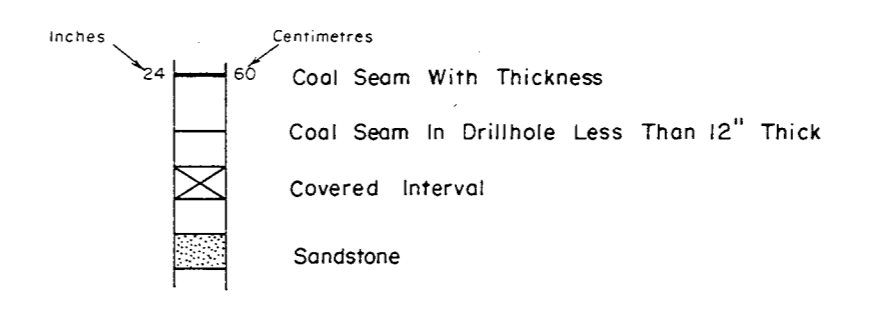 Inches Centimetres
24 60 Coal Seam With Thickness
Coal Seam In Drillhole Less Than 12" Thick
Covered Interval
Sandstone